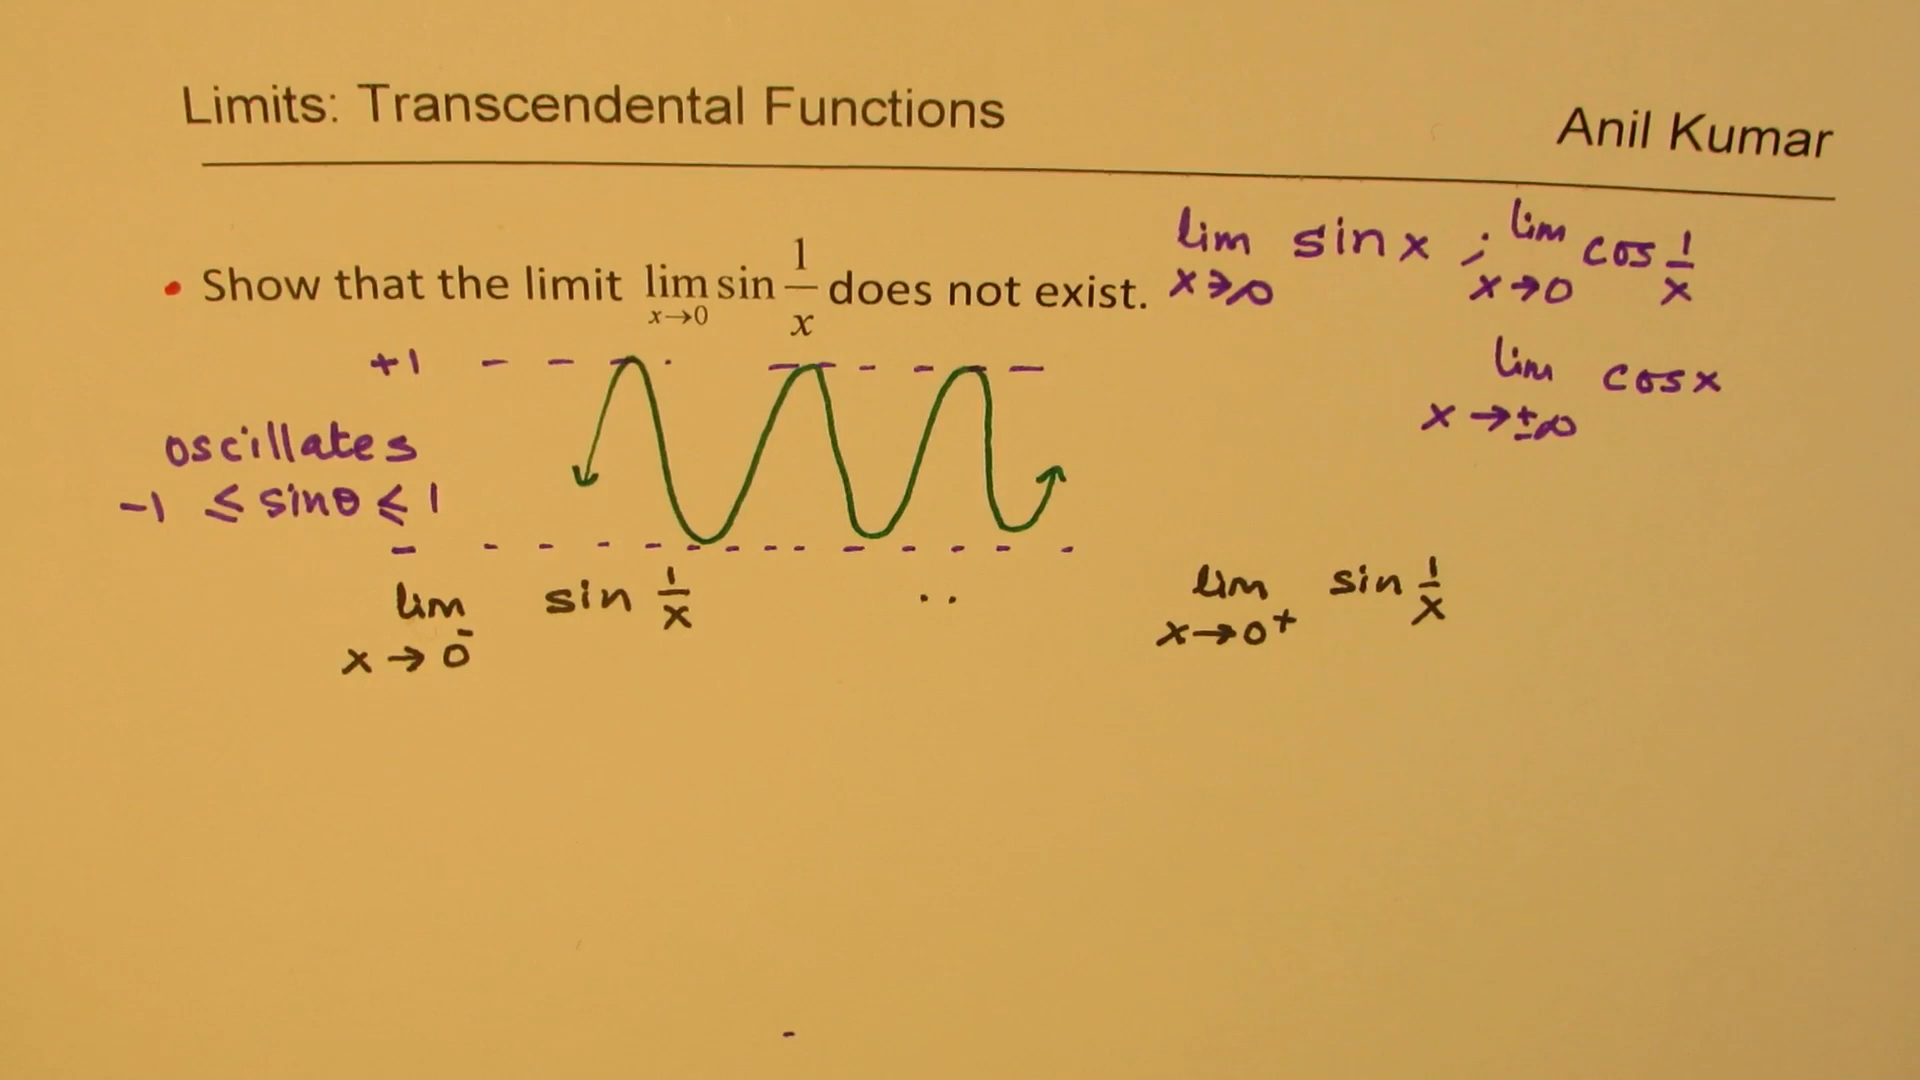 Limits: Transcendental Functions
Anil Kumar
• Show that the limit lim x→0 sin 1/x does not exist.
lim x→∞ sin x ; lim x→0 cos 1/x
lim x→±∞ cos x
+1
oscillates
-1 ≤ sinθ ≤ 1
lim x→0⁻ sin 1/x
lim x→0⁺ sin 1/x